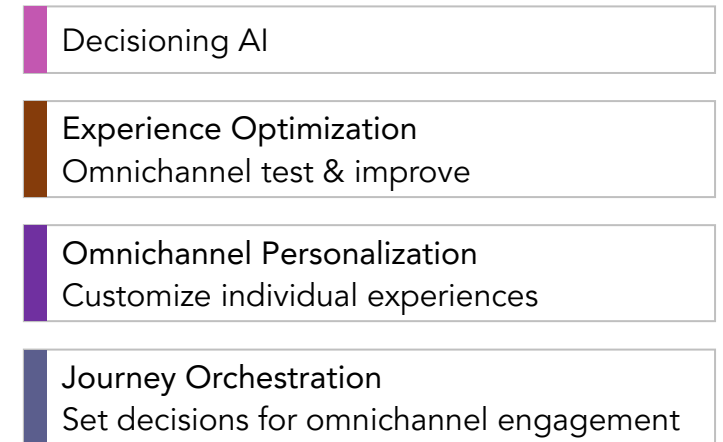 Decisioning AI
Experience Optimization
Omnichannel test & improve
Omnichannel Personalization
Customize individual experiences
Journey Orchestration
Set decisions for omnichannel engagement